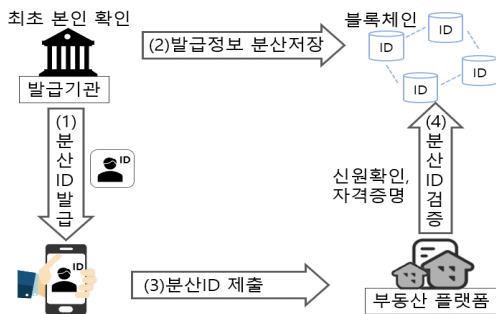 최초 본인 확인
발급기관
(2)발급정보 분산저장
블록체인
ID
ID
ID
ID
(1)
분
산
ID
발
급
ID
신원확인,
자격증명
(4)
분
산
ID
검
증
ID
(3)분산ID 제출
부동산 플랫폼